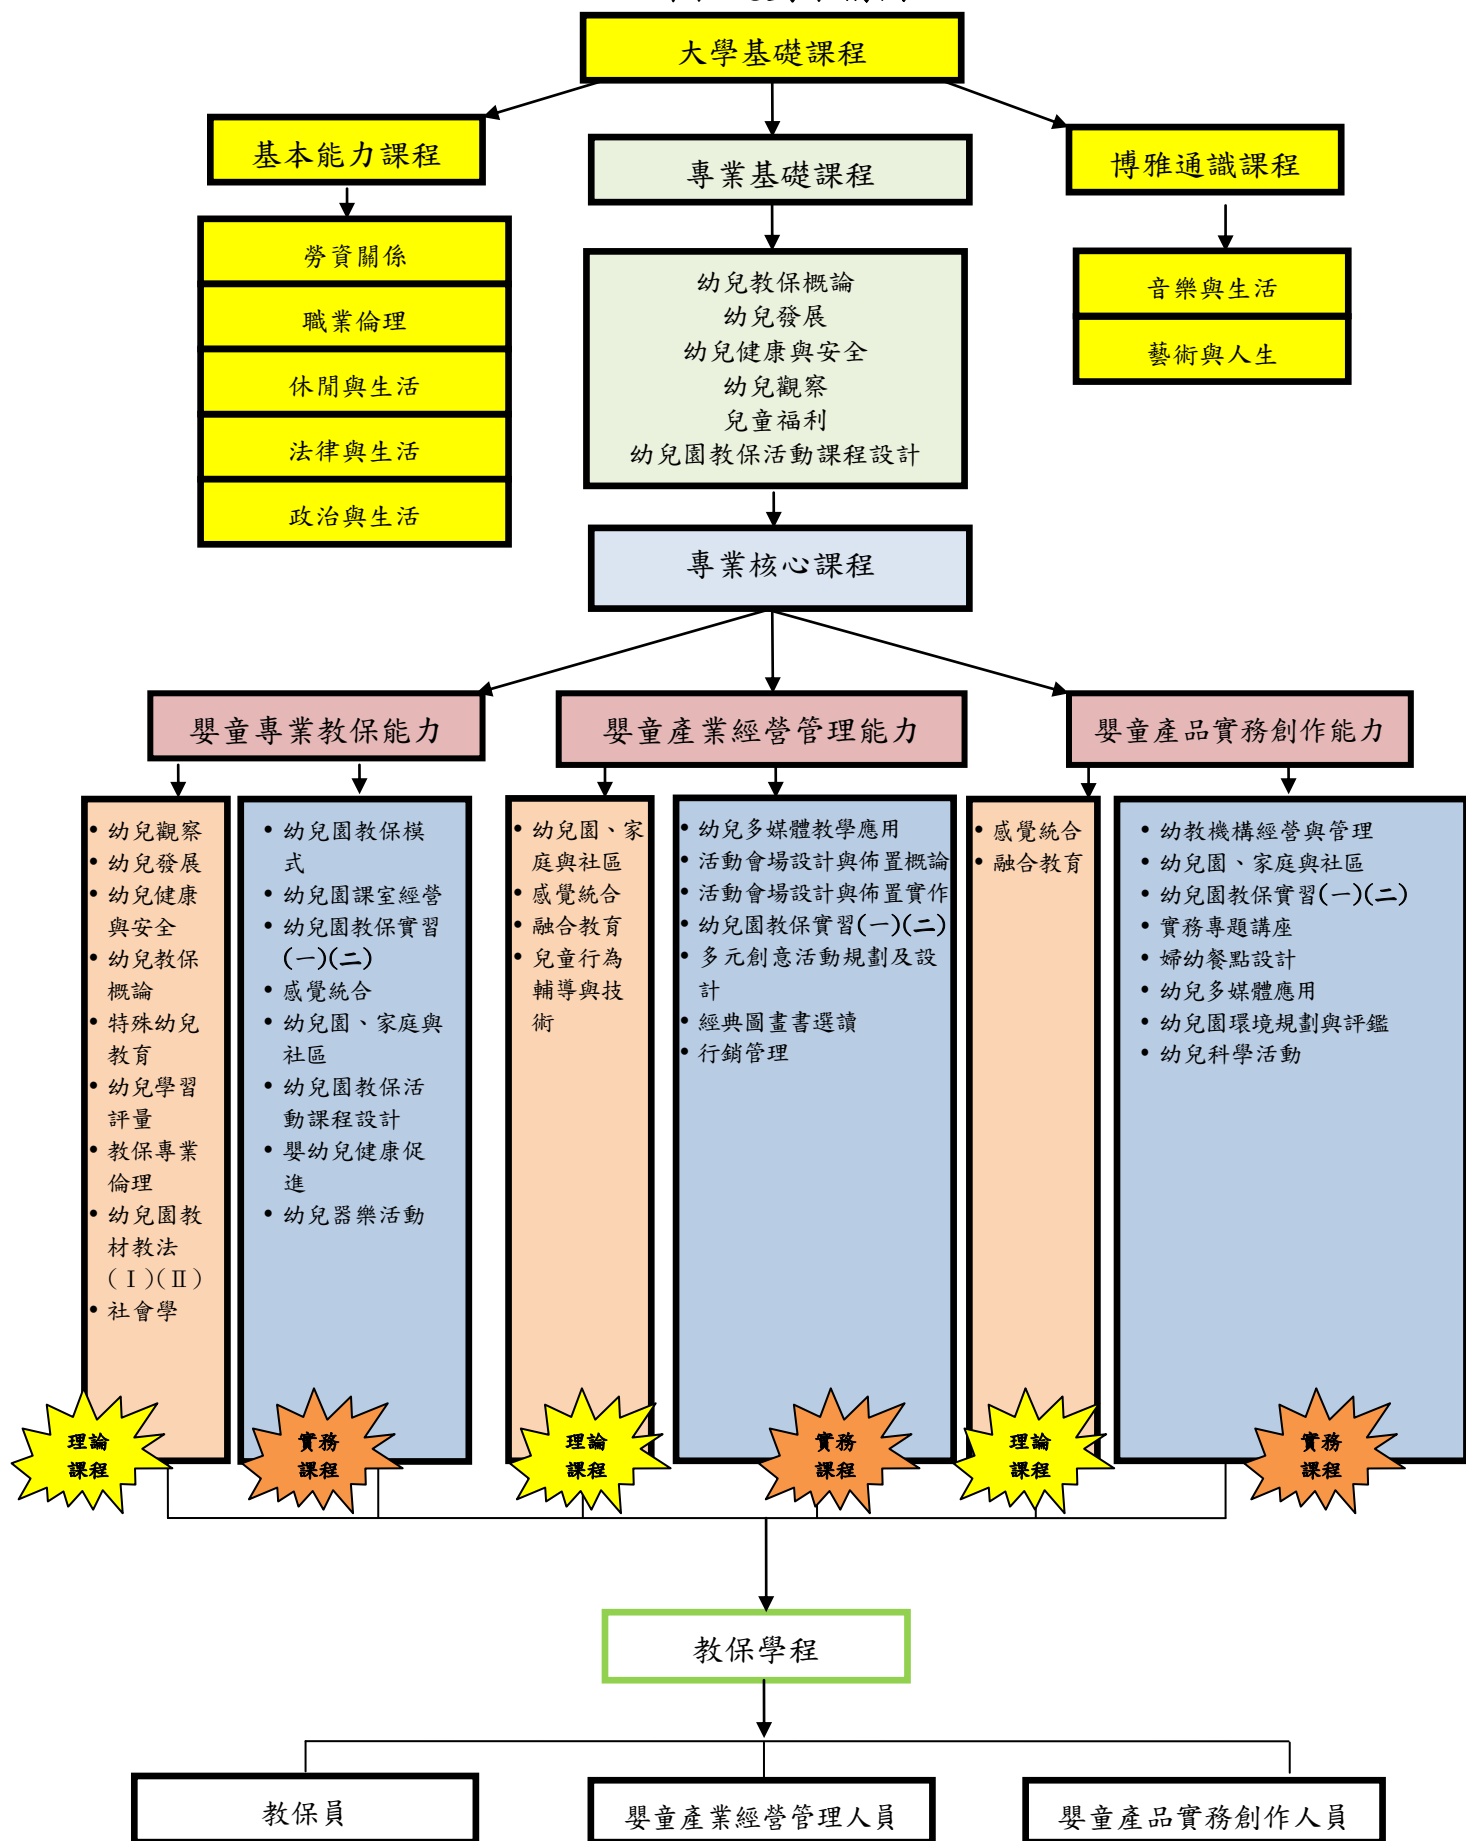 大學基礎課程
基本能力課程
專業基礎課程
博雅通識課程
勞資關係
職業倫理
休閒與生活
法律與生活
政治與生活
幼兒教保概論
幼兒發展
幼兒健康與安全
幼兒觀察
兒童福利
幼兒園教保活動課程設計
音樂與生活
藝術與人生
專業核心課程
嬰童專業教保能力
嬰童產業經營管理能力
嬰童產品實務創作能力
• 幼兒觀察
• 幼兒發展
• 幼兒健康
與安全
• 幼兒教保
概論
• 特殊幼兒
教育
• 幼兒學習
評量
• 教保專業
倫理
• 幼兒園教
材教法
(Ⅰ)(Ⅱ)
• 社會學
理論
課程
• 幼兒園教保模
式
• 幼兒園課室經營
• 幼兒園教保實習
(一)(二)
• 感覺統合
• 幼兒園、家庭與
社區
• 幼兒園教保活
動課程設計
• 嬰幼兒健康促
進
• 幼兒器樂活動
實務
課程
• 幼兒園、家
庭與社區
• 感覺統合
• 融合教育
• 兒童行為
輔導與技
術
理論
課程
• 幼兒多媒體教學應用
• 活動會場設計與佈置概論
• 活動會場設計與佈置實作
• 幼兒園教保實習(一)(二)
• 多元創意活動規劃及設
計
• 經典圖畫書選讀
• 行銷管理
實務
課程
• 感覺統合
• 融合教育
理論
課程
• 幼教機構經營與管理
• 幼兒園、家庭與社區
• 幼兒園教保實習(一)(二)
• 實務專題講座
• 婦幼餐點設計
• 幼兒多媒體應用
• 幼兒園環境規劃與評鑑
• 幼兒科學活動
實務
課程
教保學程
教保員
嬰童產業經營管理人員
嬰童產品實務創作人員